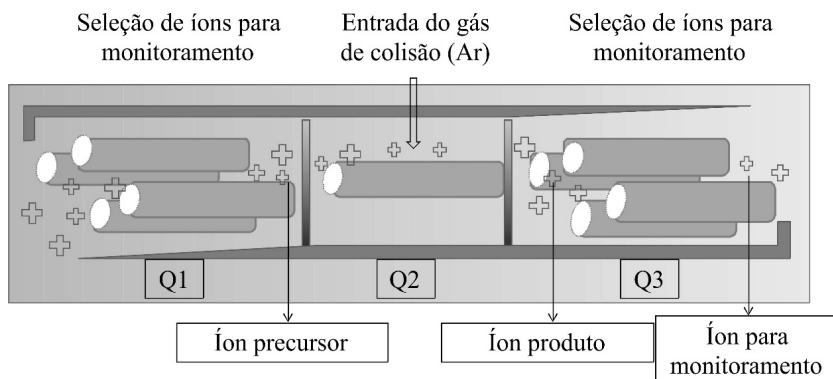 Seleção de íons para
monitoramento
Entrada do gás
de colisão (Ar)
Seleção de íons para
monitoramento
Q1
Q2
Q3
Íon precursor
Íon produto
Íon para
monitoramento